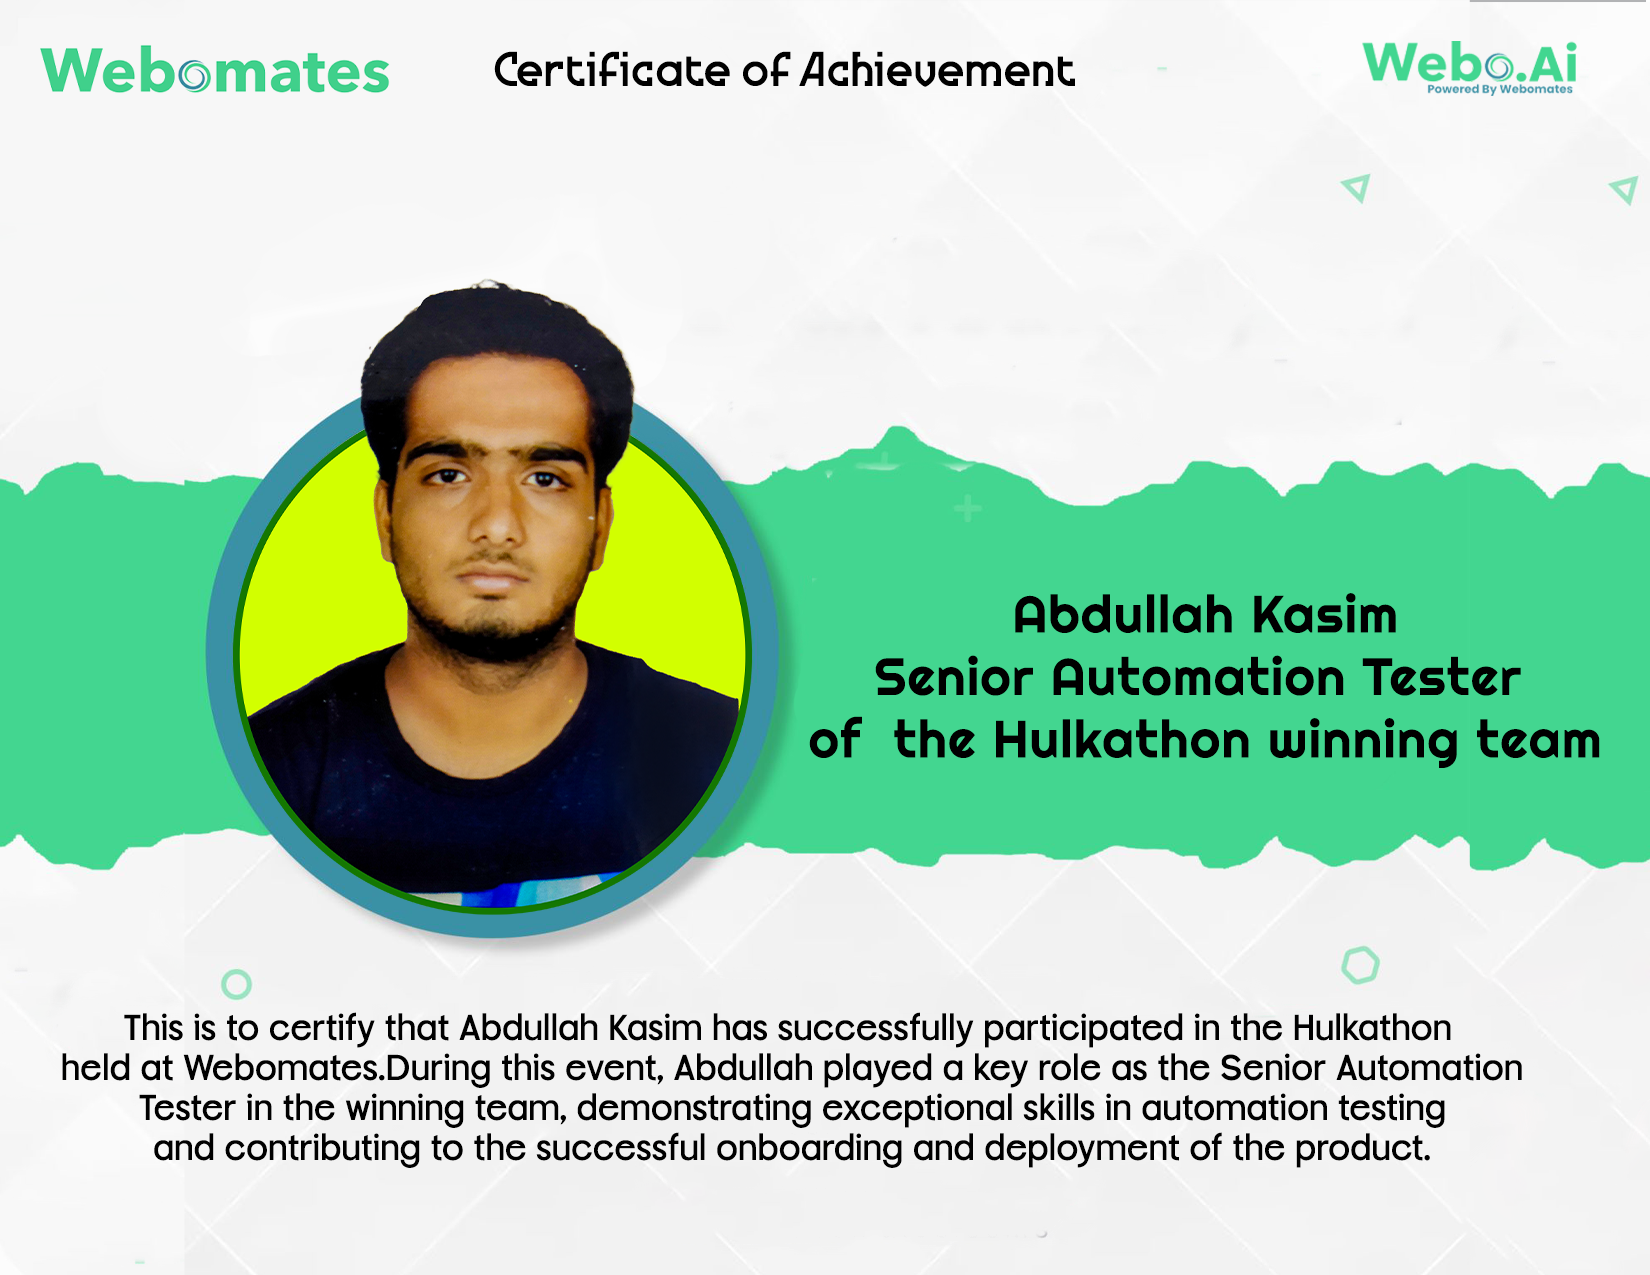 Webomates
Certificate of Achievement
Webo.Ai
Powered By Webomates
Abdullah Kasim
Senior Automation Tester
of the Hulkathon winning team
This is to certify that Abdullah Kasim has successfully participated in the Hulkathon
held at Webomates.During this event, Abdullah played a key role as the Senior Automation
Tester in the winning team, demonstrating exceptional skills in automation testing
and contributing to the successful onboarding and deployment of the product.